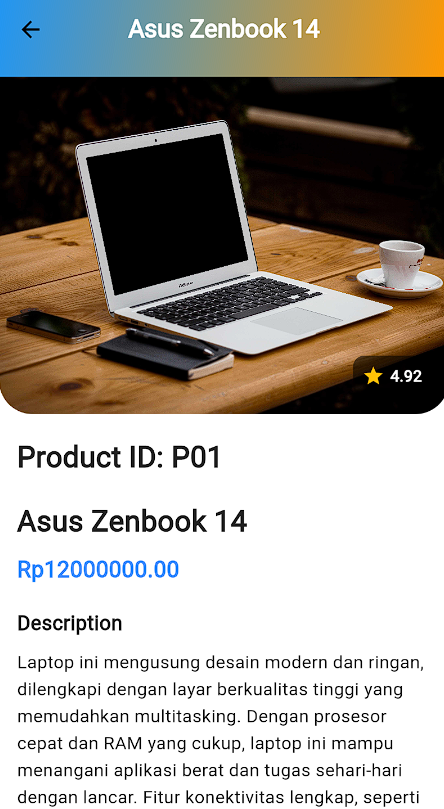 Asus Zenbook 14
4.92
Product ID: P01
Asus Zenbook 14
Rp12000000.00
Description
Laptop ini mengusung desain modern dan ringan,
dilengkapi dengan layar berkualitas tinggi yang
memudahkan multitasking. Dengan prosesor
cepat dan RAM yang cukup, laptop ini mampu
menangani aplikasi berat dan tugas sehari-hari
dengan lancar. Fitur konektivitas lengkap, seperti